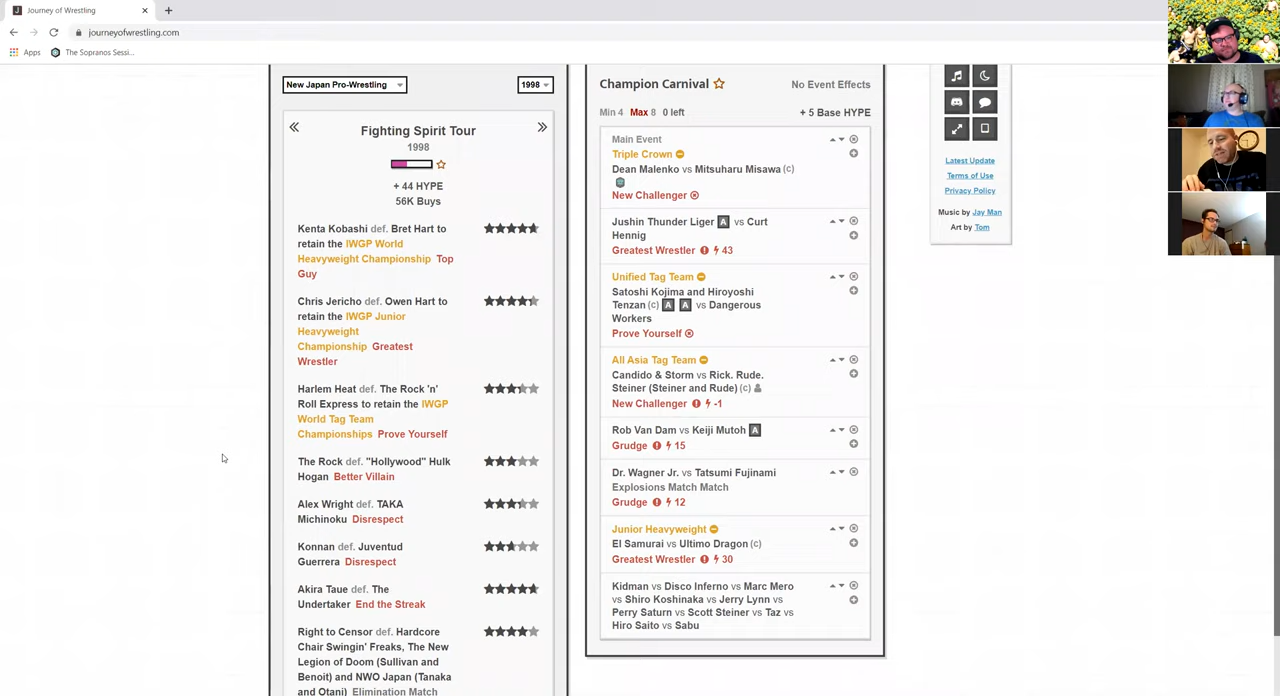 Journey of Wrestling
journeyofwrestling.com
Apps
The Sopranos Sessi...
New Japan Pro-Wrestling
1998
Fighting Spirit Tour
1998
+ 44 HYPE
56K Buys
Kenta Kobashi def. Bret Hart to
retain the IWGP World
Heavyweight Championship Top
Guy
Chris Jericho def. Owen Hart to
retain the IWGP Junior
Heavyweight
Championship Greatest
Wrestler
Harlem Heat def. The Rock 'n'
Roll Express to retain the IWGP
World Tag Team
Championships Prove Yourself
The Rock def. "Hollywood" Hulk
Hogan Better Villain
Alex Wright def. TAKA
Michinoku Disrespect
Konnan def. Juventud
Guerrera Disrespect
Akira Taue def. The
Undertaker End the Streak
Right to Censor def. Hardcore
Chair Swingin' Freaks, The New
Legion of Doom (Sullivan and
Benoit) and NWO Japan (Tanaka
and Otani) Elimination Match
Champion Carnival
No Event Effects
Min 4 Max 8 0 left
+ 5 Base HYPE
Main Event
Triple Crown
Dean Malenko vs Mitsuharu Misawa (c)
New Challenger
Jushin Thunder Liger A vs Curt
Hennig
Greatest Wrestler 43
Unified Tag Team
Satoshi Kojima and Hiroyoshi
Tenzan (c) A A vs Dangerous
Workers
Prove Yourself
All Asia Tag Team
Candido & Storm vs Rick. Rude.
Steiner (Steiner and Rude) (c)
New Challenger -1
Rob Van Dam vs Keiji Mutoh A
Grudge 15
Dr. Wagner Jr. vs Tatsumi Fujinami
Explosions Match Match
Grudge 12
Junior Heavyweight
El Samurai vs Ultimo Dragon (c)
Greatest Wrestler 30
Kidman vs Disco Inferno vs Marc Mero
vs Shiro Koshinaka vs Jerry Lynn vs
Perry Saturn vs Scott Steiner vs Taz vs
Hiro Saito vs Sabu
Latest Update
Terms of Use
Privacy Policy
Music by Jay Man
Art by Tom